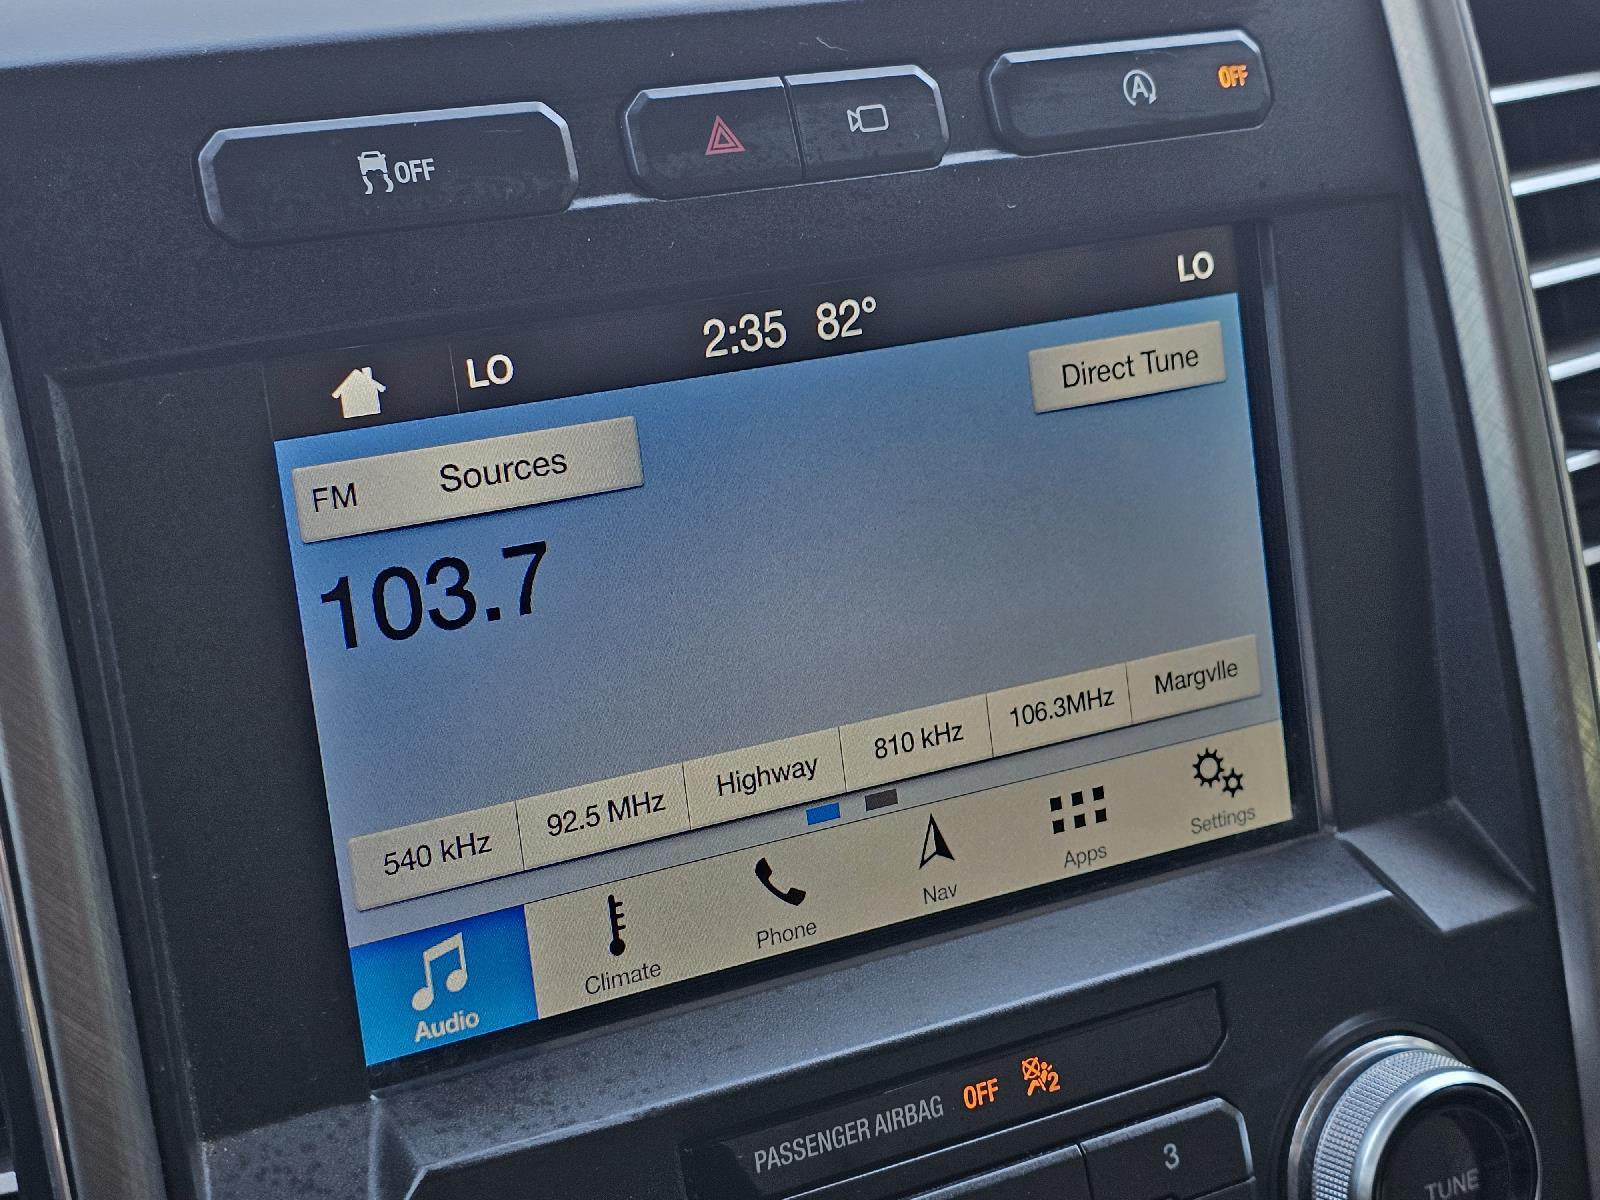 OFF
A OFF
LO 2:35 82° LO
FM Sources
Direct Tune
103.7
540 kHz 92.5 MHz Highway 810 kHz 106.3MHz Margvlle
Audio Climate Phone Nav Apps Settings
PASSENGER AIRBAG OFF 2
3
TUNE